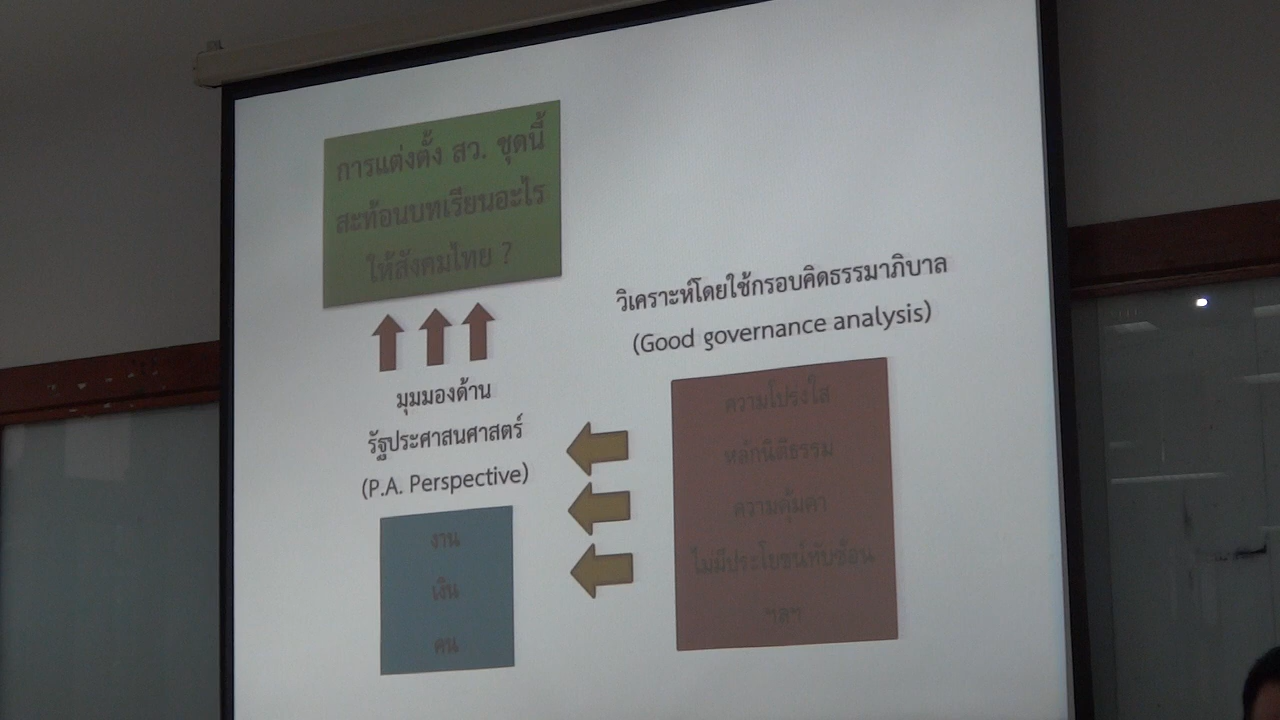 การแต่งตั้ง สว. ชุดนี้
สะท้อนบทเรียนอะไร
ให้สังคมไทย ?
วิเคราะห์โดยใช้กรอบคิดธรรมาภิบาล
(Good governance analysis)
มุมมองด้าน
รัฐประศาสนศาสตร์
(P.A. Perspective)
งาน
เงิน
คน
ความโปร่งใส
หลักนิติธรรม
ความคุ้มค่า
ไม่มีประโยชน์ทับซ้อน
ฯลฯ